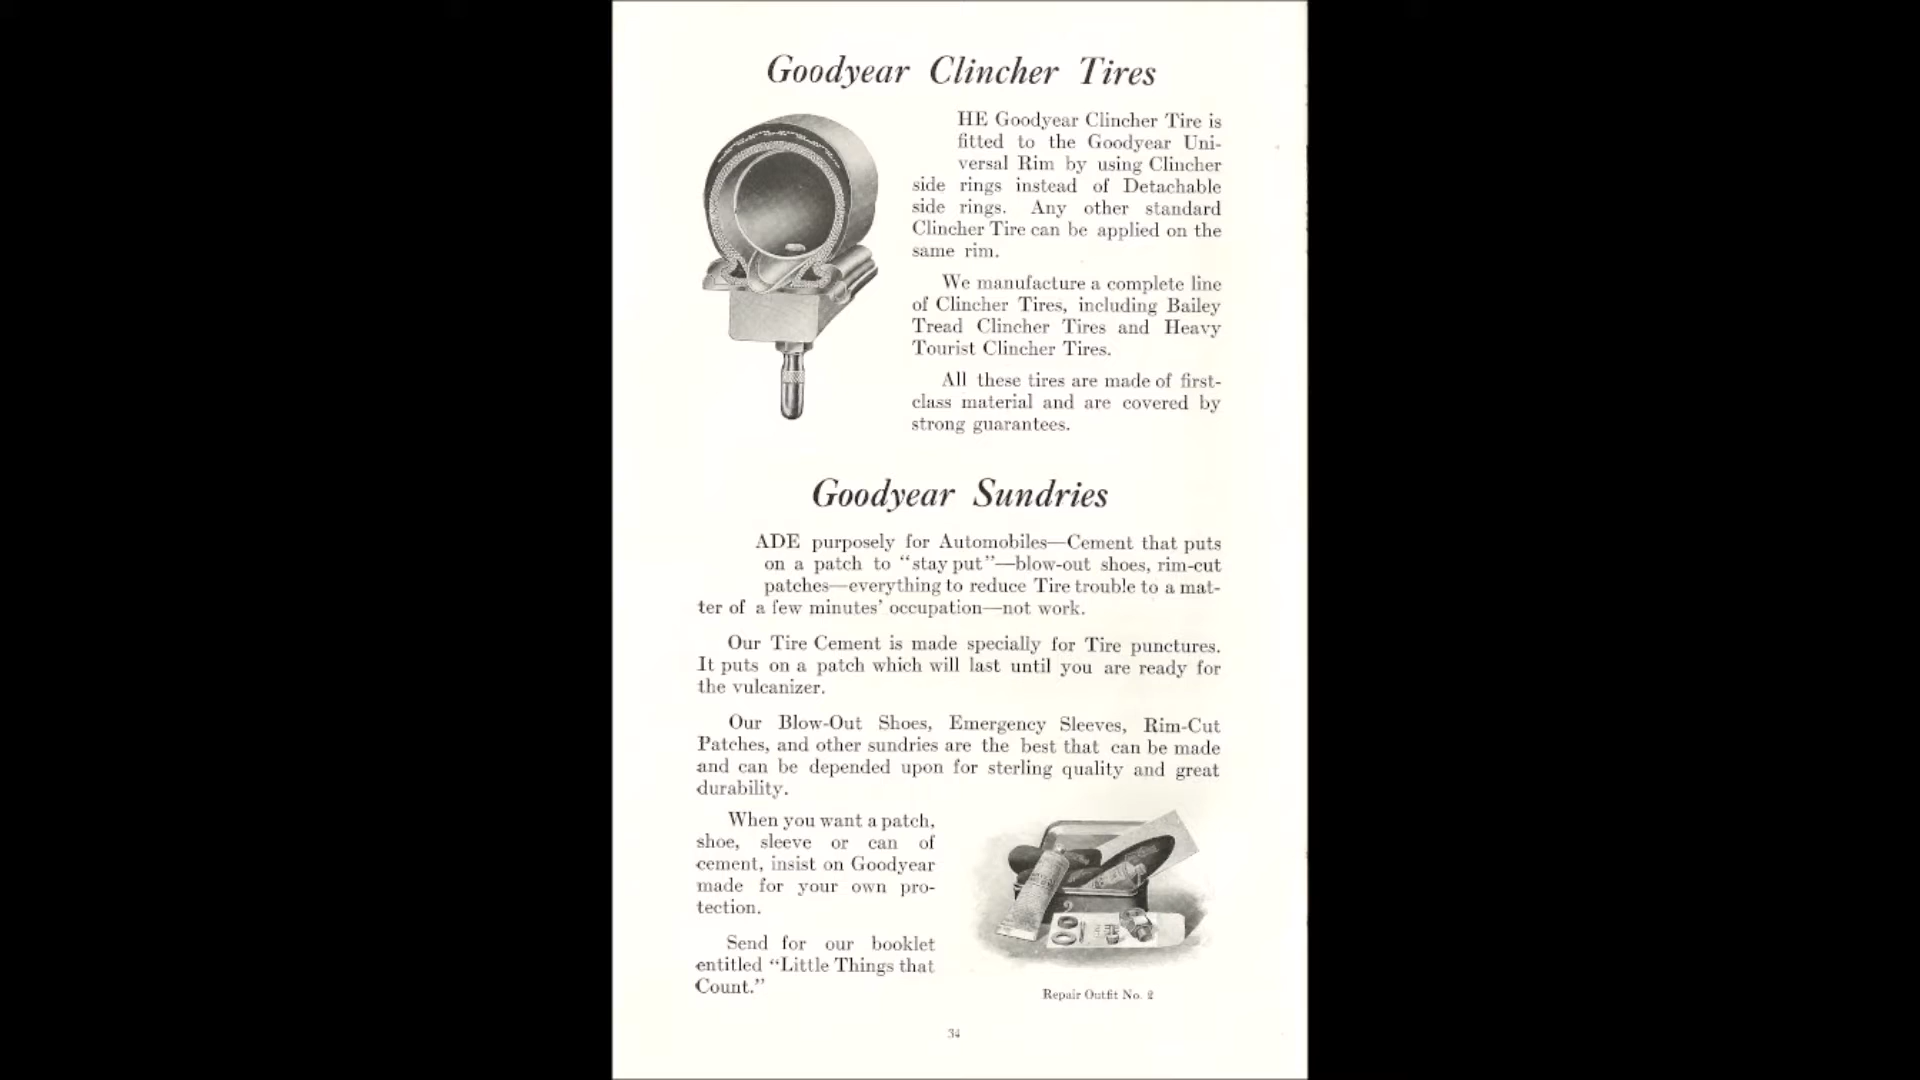 Goodyear Clincher Tires
HE Goodyear Clincher Tire is
fitted to the Goodyear Uni-
versal Rim by using Clincher
side rings instead of Detachable
side rings. Any other standard
Clincher Tire can be applied on the
same rim.
We manufacture a complete line
of Clincher Tires, including Bailey
Tread Clincher Tires and Heavy
Tourist Clincher Tires.
All these tires are made of first-
class material and are covered by
strong guarantees.
Goodyear Sundries
ADE purposely for Automobiles—Cement that puts
on a patch to “stay put”—blow-out shoes, rim-cut
patches—everything to reduce Tire trouble to a mat-
ter of a few minutes’ occupation—not work.
Our Tire Cement is made specially for Tire punctures.
It puts on a patch which will last until you are ready for
the vulcanizer.
Our Blow-Out Shoes, Emergency Sleeves, Rim-Cut
Patches, and other sundries are the best that can be made
and can be depended upon for sterling quality and great
durability.
When you want a patch,
shoe, sleeve or can of
cement, insist on Goodyear
made for your own pro-
tection.
Send for our booklet
entitled “Little Things that
Count.”
Repair Outfit No. 2
34